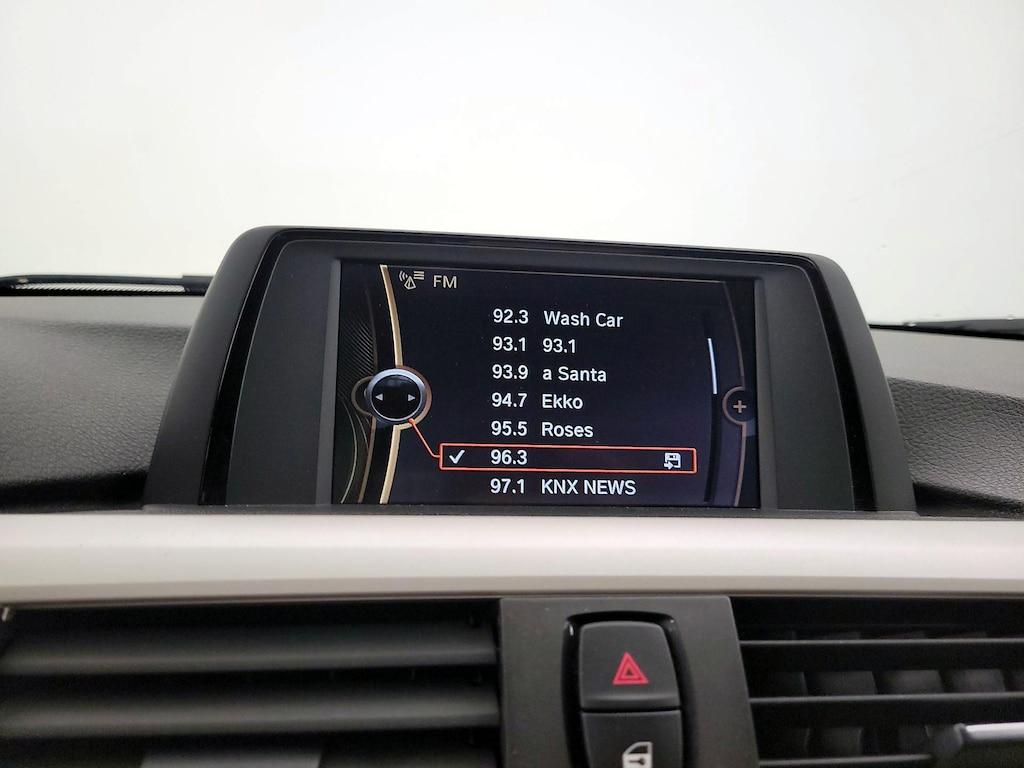 FM
92.3 Wash Car
93.1 93.1
93.9 a Santa
94.7 Ekko
95.5 Roses
96.3
97.1 KNX NEWS